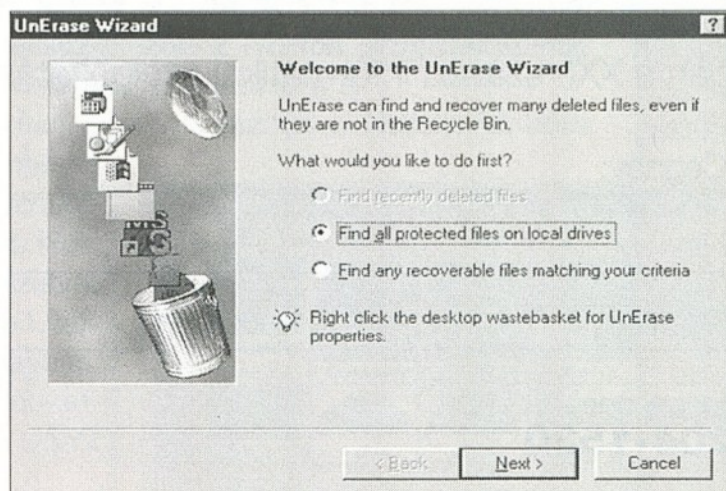 UnErase Wizard
?
Welcome to the UnErase Wizard
UnErase can find and recover many deleted files, even if
they are not in the Recycle Bin.
What would you like to do first?
Find recently deleted files
Find all protected files on local drives
Find any recoverable files matching your criteria
Right click the desktop wastebasket for UnErase
properties.
< Back
Next >
Cancel